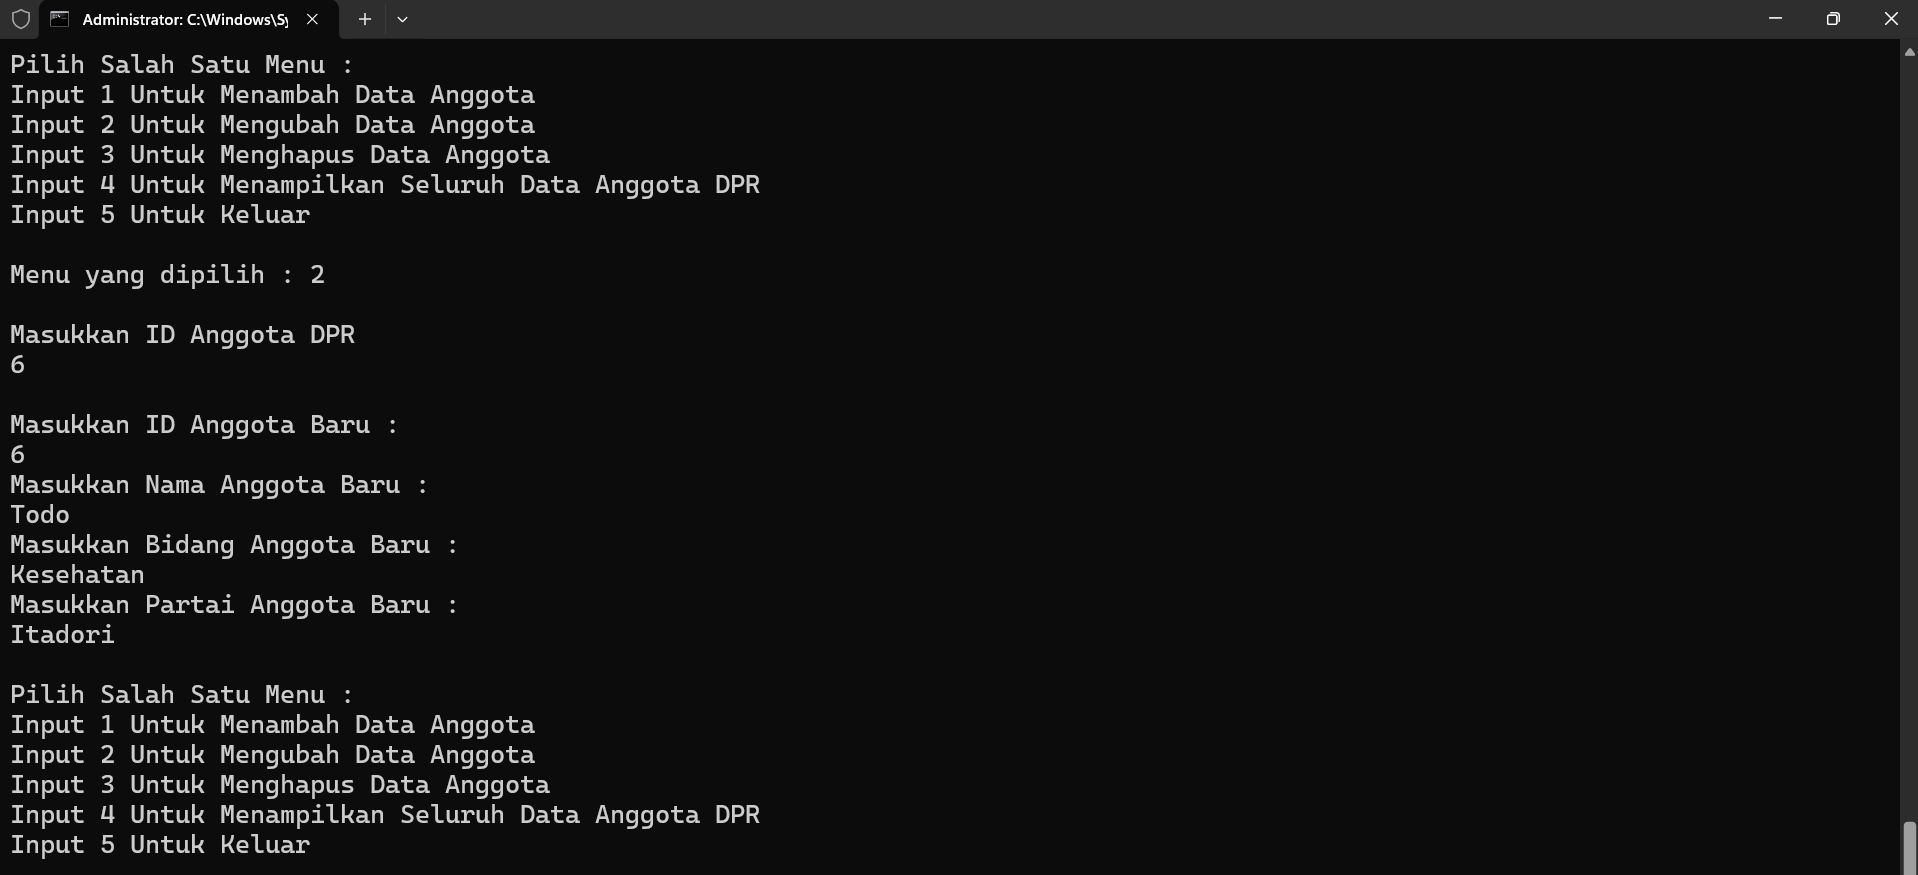 Administrator: C:\Windows\Sy
Pilih Salah Satu Menu :
Input 1 Untuk Menambah Data Anggota
Input 2 Untuk Mengubah Data Anggota
Input 3 Untuk Menghapus Data Anggota
Input 4 Untuk Menampilkan Seluruh Data Anggota DPR
Input 5 Untuk Keluar
Menu yang dipilih : 2
Masukkan ID Anggota DPR
6
Masukkan ID Anggota Baru :
6
Masukkan Nama Anggota Baru :
Todo
Masukkan Bidang Anggota Baru :
Kesehatan
Masukkan Partai Anggota Baru :
Itadori
Pilih Salah Satu Menu :
Input 1 Untuk Menambah Data Anggota
Input 2 Untuk Mengubah Data Anggota
Input 3 Untuk Menghapus Data Anggota
Input 4 Untuk Menampilkan Seluruh Data Anggota DPR
Input 5 Untuk Keluar